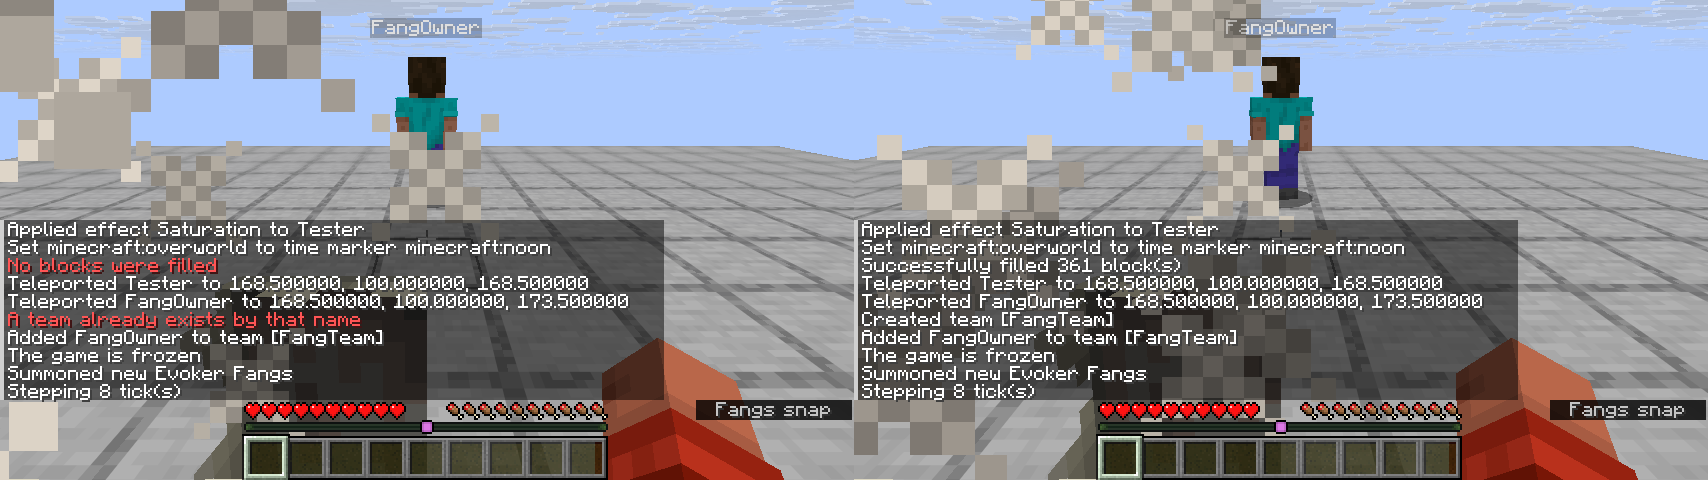 FangOwner
Applied effect Saturation to Tester
Set minecraft:overworld to time marker minecraft:noon
No blocks were filled
Teleported Tester to 168.500000, 100.000000, 168.500000
Teleported FangOwner to 168.500000, 100.000000, 173.500000
A team already exists by that name
Added FangOwner to team [FangTeam]
The game is frozen
Summoned new Evoker Fangs
Stepping 8 tick(s)
Fangs snap
FangOwner
Applied effect Saturation to Tester
Set minecraft:overworld to time marker minecraft:noon
Successfully filled 361 block(s)
Teleported Tester to 168.500000, 100.000000, 168.500000
Teleported FangOwner to 168.500000, 100.000000, 173.500000
Created team [FangTeam]
Added FangOwner to team [FangTeam]
The game is frozen
Summoned new Evoker Fangs
Stepping 8 tick(s)
Fangs snap